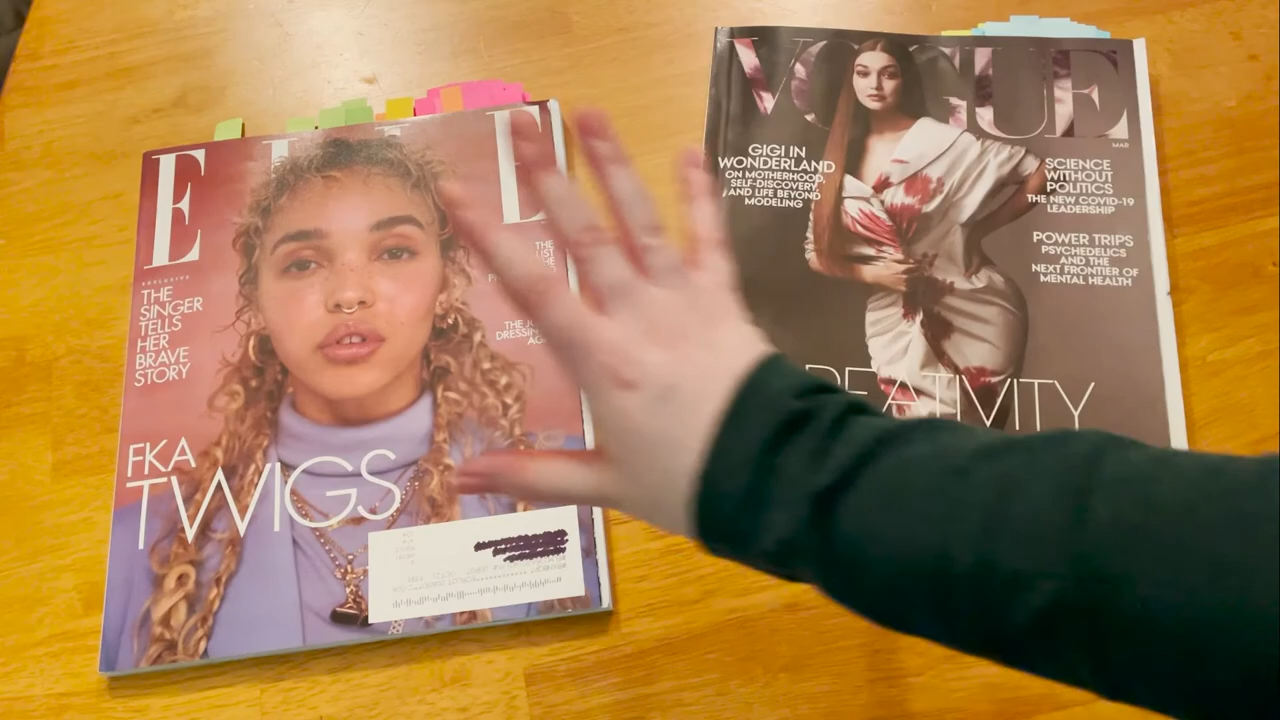 ELLE
EXCLUSIVE
THE
SINGER
TELLS
HER
BRAVE
STORY
FKA
TWIGS
VOGUE
MAR
GIGI IN
WONDERLAND
ON MOTHERHOOD,
SELF-DISCOVERY,
AND LIFE BEYOND
MODELING
SCIENCE
WITHOUT
POLITICS
THE NEW COVID-19
LEADERSHIP
POWER TRIPS
PSYCHEDELICS
AND THE
NEXT FRONTIER OF
MENTAL HEALTH
REATIVITY